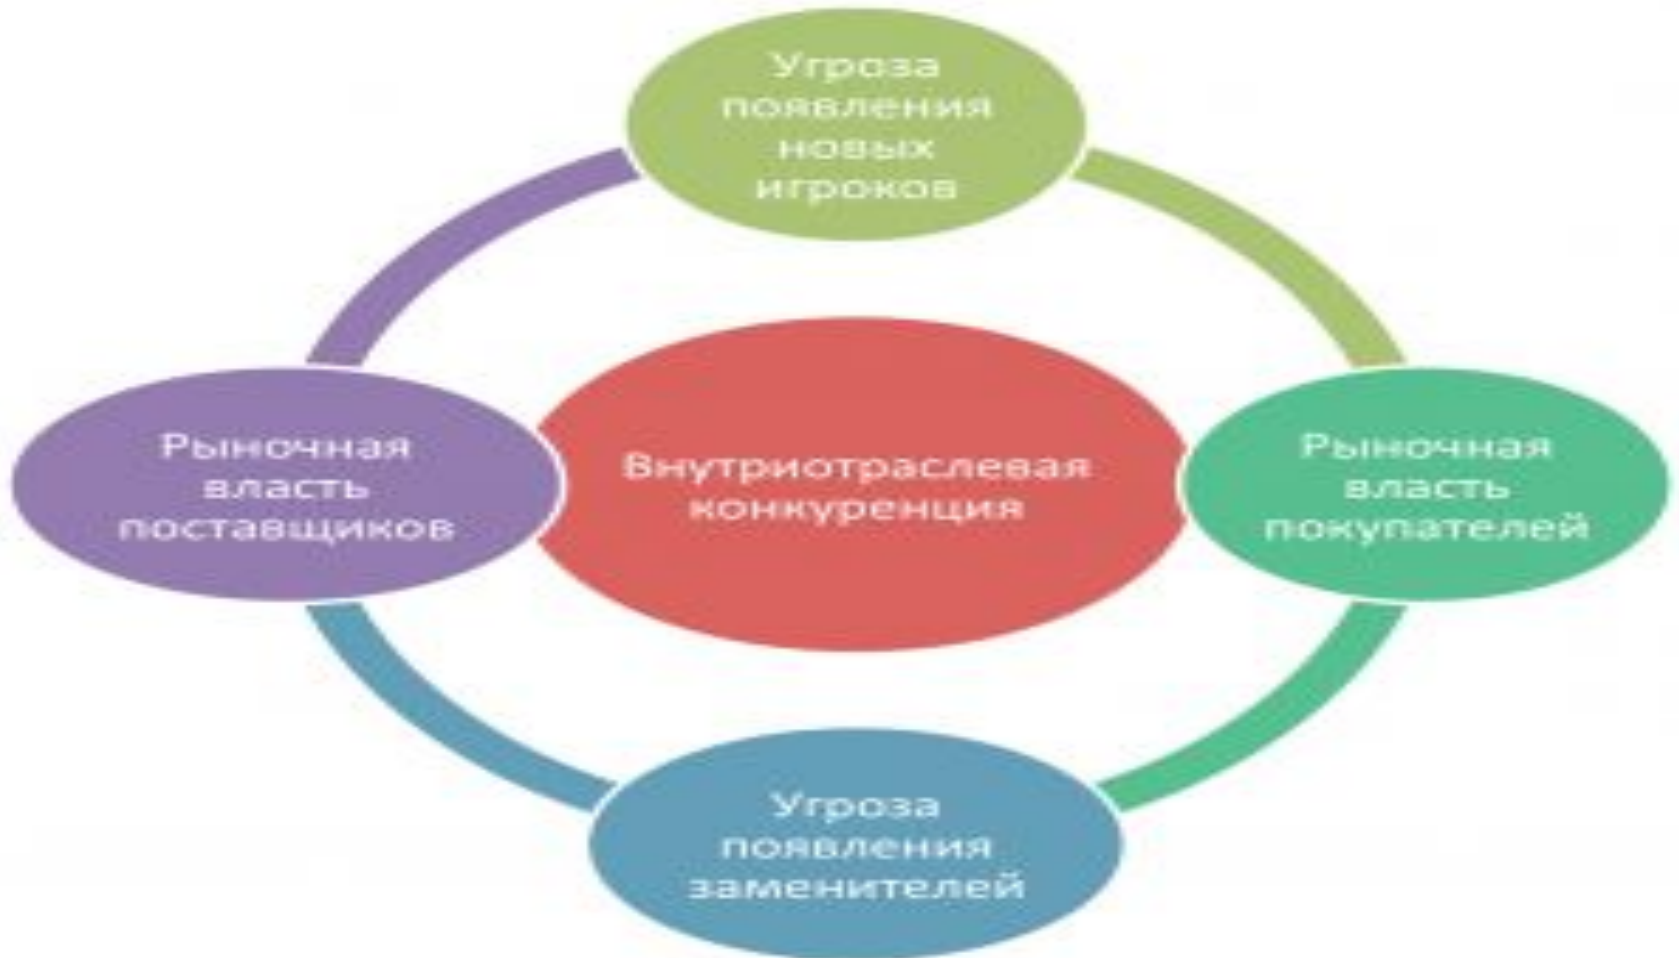 Угроза
появления
новых
игроков
Рыночная
власть
поставщиков
Внутриотраслевая
конкуренция
Рыночная
власть
покупателей
Угроза
появления
заменителей